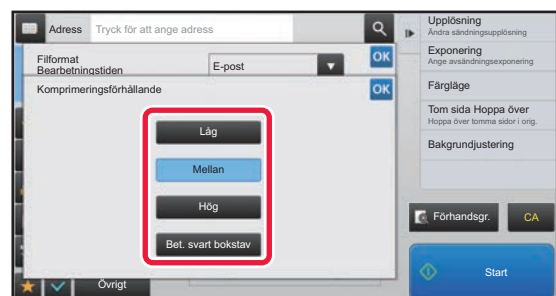 Adress
Tryck för att ange adress
Filformat
Bearbetningstiden
E-post
OK
Komprimeringsförhållande
OK
Låg
Mellan
Hög
Bet. svart bokstav
Övrigt
Upplösning
Ändra sändningsupplösning
Exponering
Ange avsändningsexponering
Färgläge
Tom sida Hoppa över
Hoppa över tomma sidor i orig.
Bakgrundjustering
Förhandsgr.
CA
Start